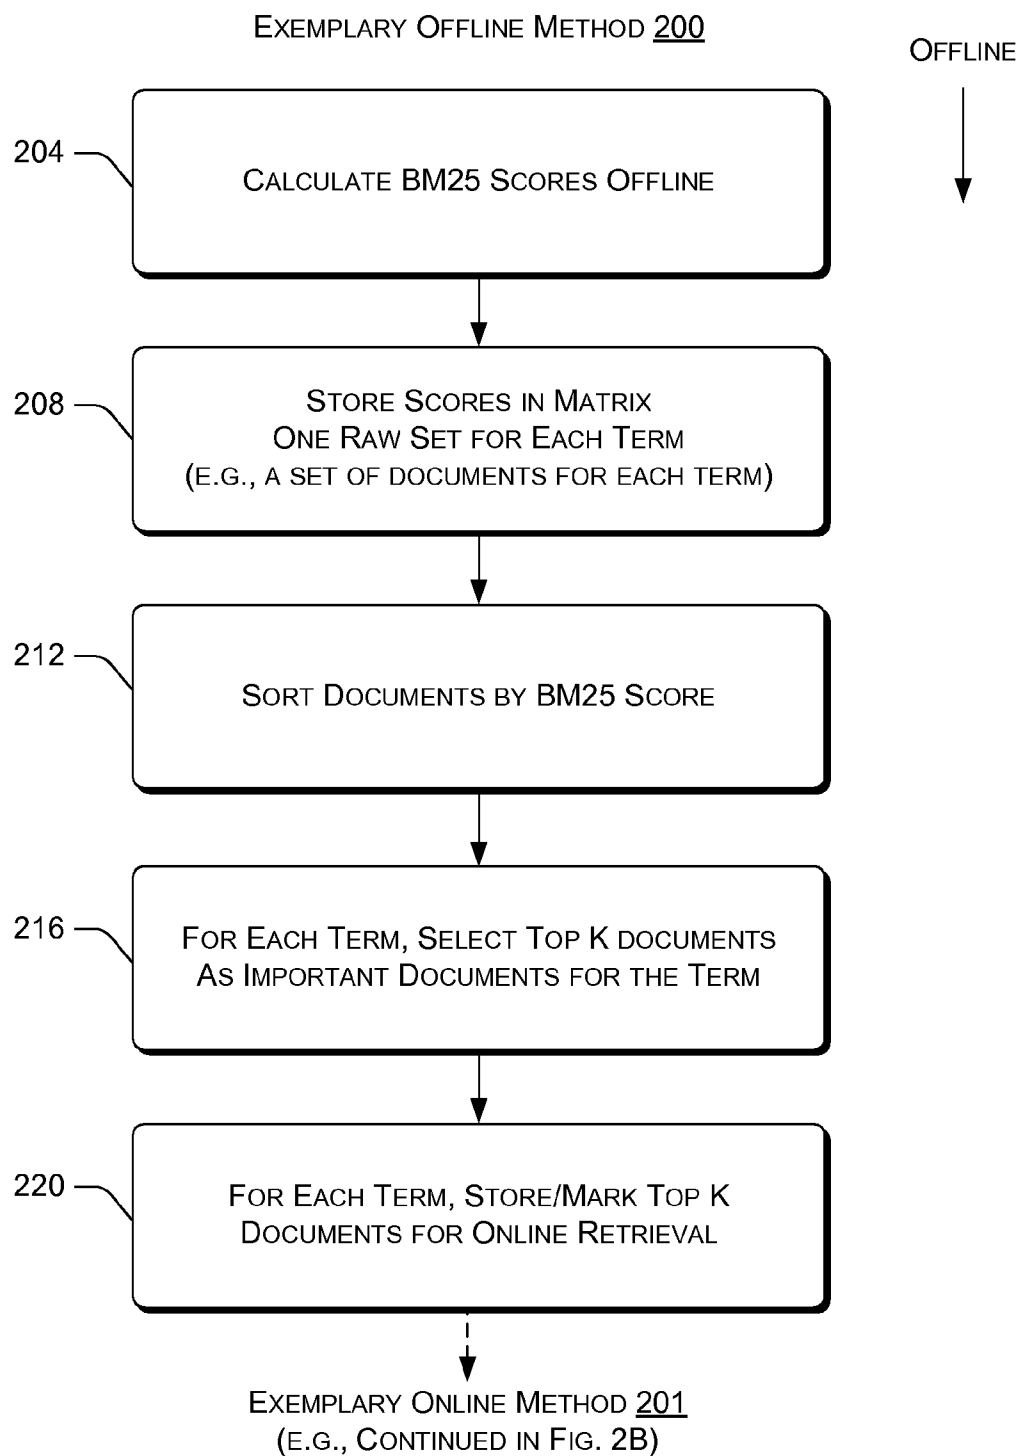 EXEMPLARY OFFLINE METHOD 200
OFFLINE
204
CALCULATE BM25 SCORES OFFLINE
208
STORE SCORES IN MATRIX
ONE RAW SET FOR EACH TERM
(E.G., A SET OF DOCUMENTS FOR EACH TERM)
212
SORT DOCUMENTS BY BM25 SCORE
216
FOR EACH TERM, SELECT TOP K DOCUMENTS
AS IMPORTANT DOCUMENTS FOR THE TERM
220
FOR EACH TERM, STORE/MARK TOP K
DOCUMENTS FOR ONLINE RETRIEVAL
EXEMPLARY ONLINE METHOD 201
(E.G., CONTINUED IN FIG. 2B)